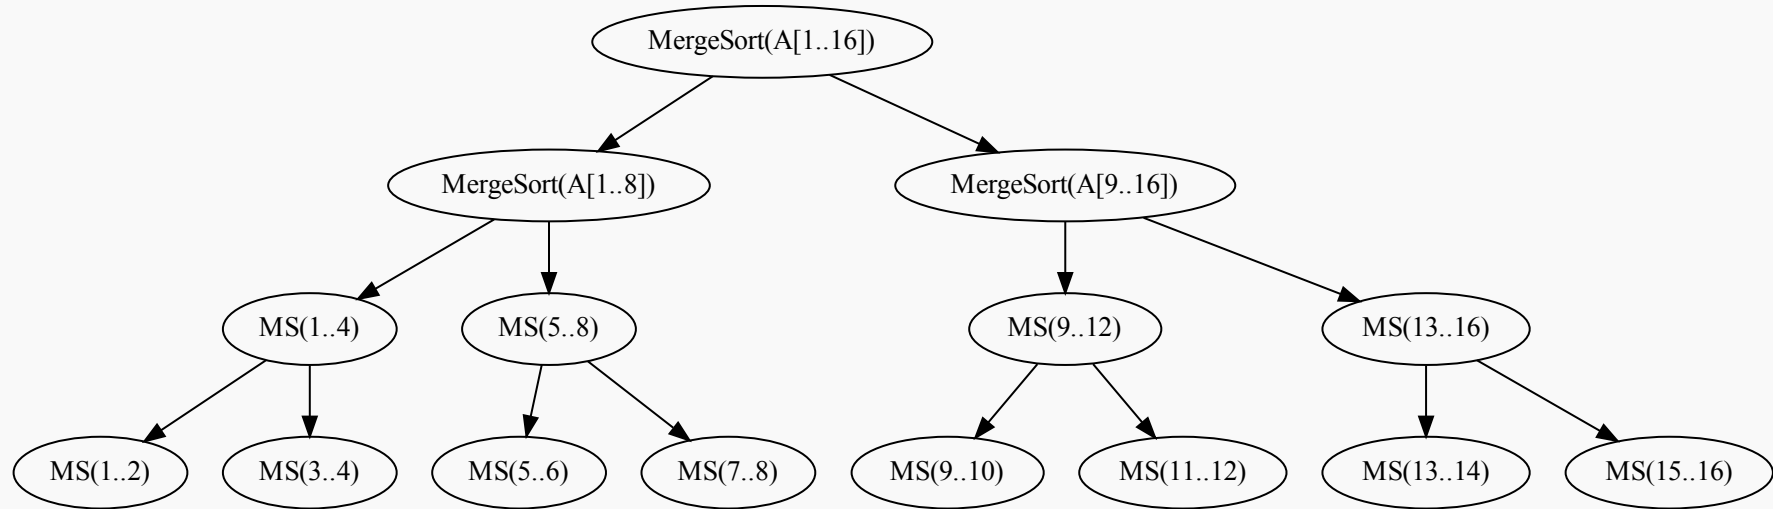 MergeSort(A[1..16])
MergeSort(A[1..8])
MergeSort(A[9..16])
MS(1..4)
MS(5..8)
MS(9..12)
MS(13..16)
MS(1..2)
MS(3..4)
MS(5..6)
MS(7..8)
MS(9..10)
MS(11..12)
MS(13..14)
MS(15..16)